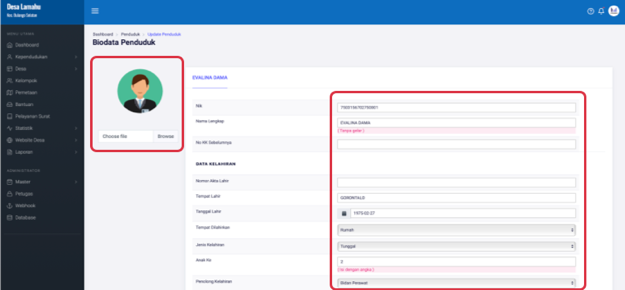 Desa Lamahu
Kec. Bulango Selatan
MENU UTAMA
Dashboard
Kependudukan
Desa
Kelompok
Pemetaan
Bantuan
Pelayanan Surat
Statistik
Website Desa
Laporan
ADMINISTRATOR
Master
Petugas
Webhook
Database
Dashboard / Penduduk / Update Penduduk
Biodata Penduduk
Choose file Browse
EVALINA DAMA
Nik
Nama Lengkap EVALINA DAMA
( Tanpa gelar )
No KK Sebelumnya
DATA KELAHIRAN
Nomor Akta Lahir
Tempat Lahir GORONTALO
Tanggal Lahir 1975-02-27
Tempat Dilahirkan Rumah
Jenis Kelahiran Tunggal
Anak Ke 2
( Isi dengan angka )
Penolong Kelahiran Bidan Perawat